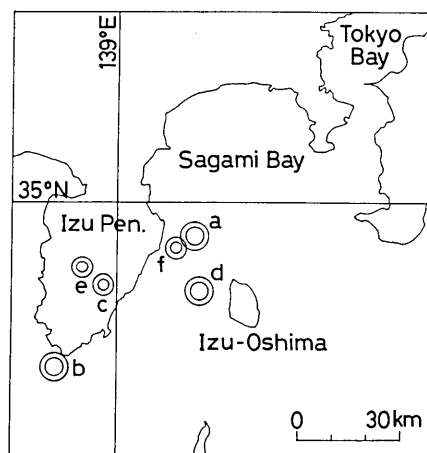 139°E
Tokyo
Bay
Sagami Bay
35°N
Izu Pen.
a
f
e
c
d
Izu-Oshima
b
0 30km